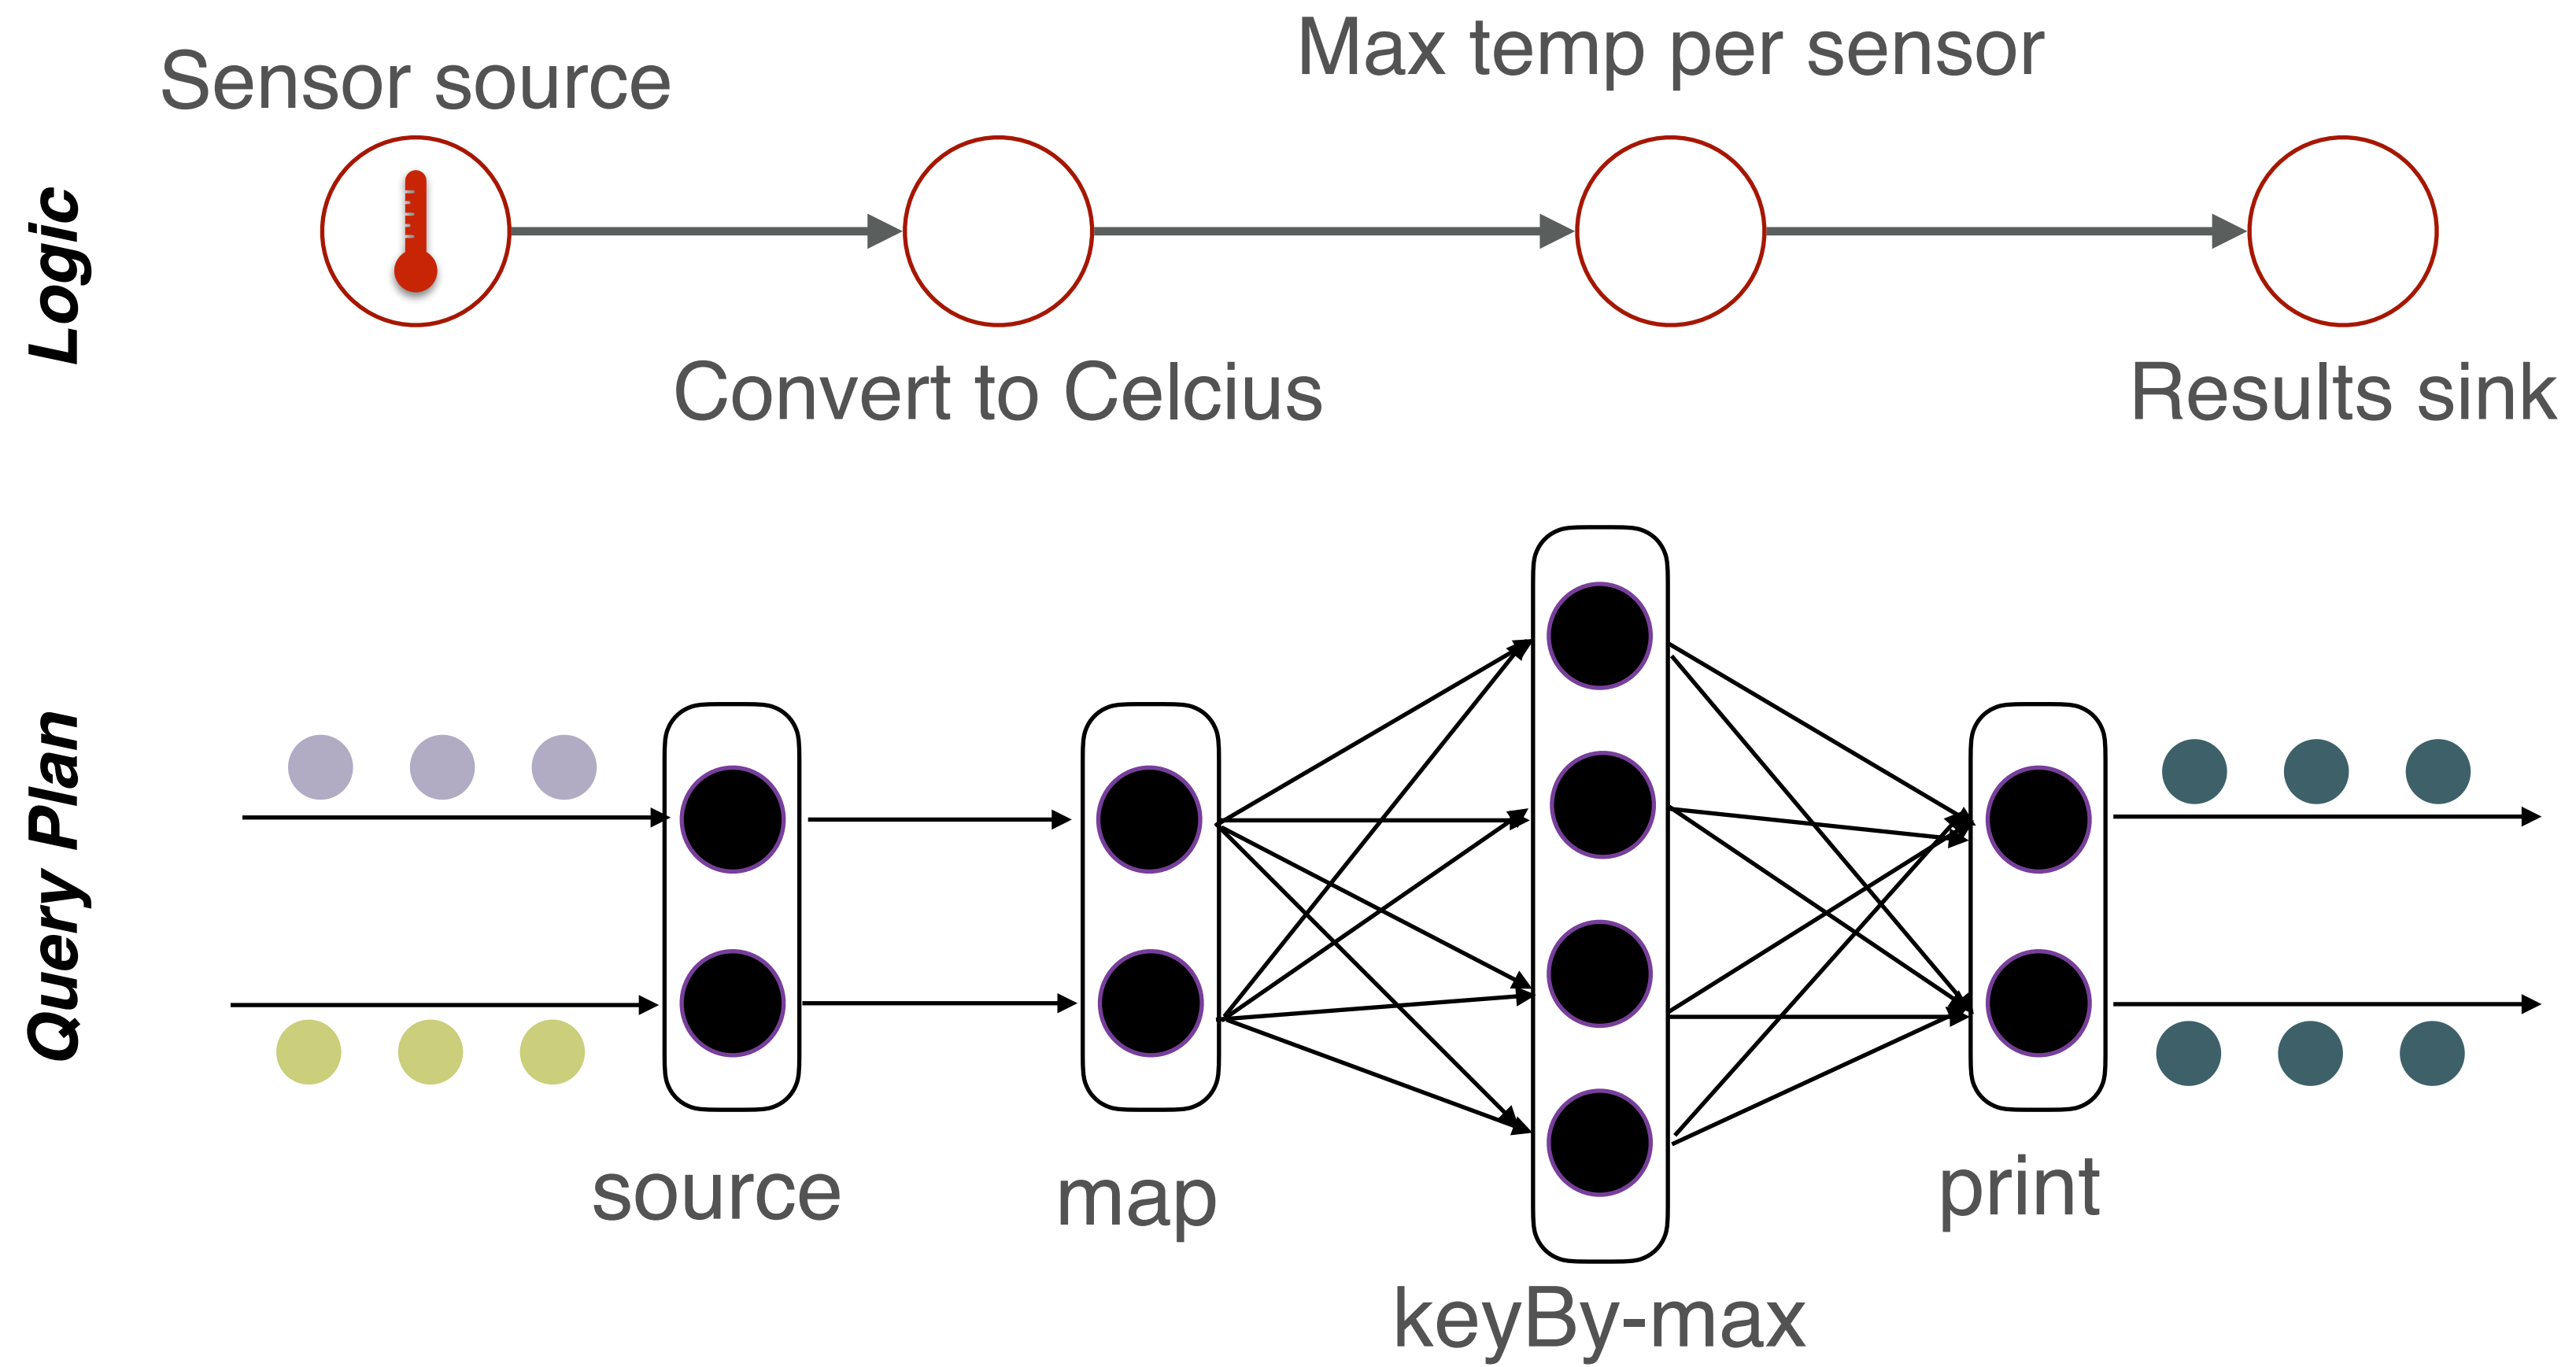 Logic
Sensor source
Max temp per sensor
Convert to Celcius
Results sink
Query Plan
source
map
keyBy-max
print